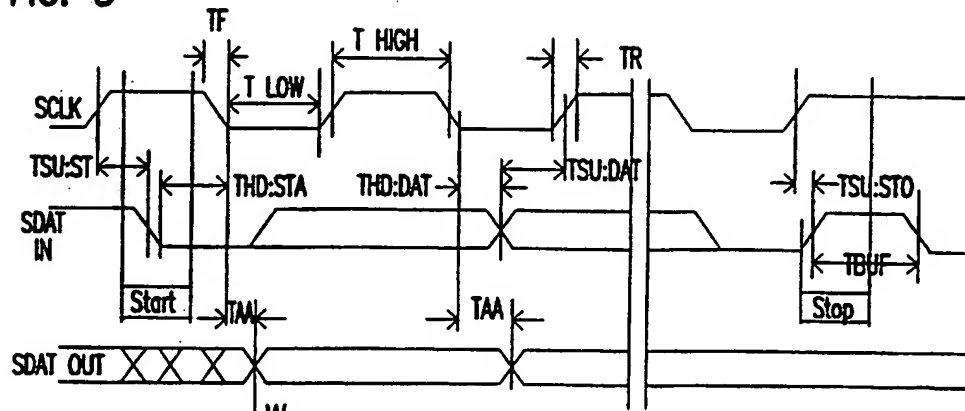 TF
T HIGH
TR
T LOW
SCLK
TSU:ST
THD:STA
THD:DAT
TSU:DAT
TSU:STO
SDAT
IN
TBUF
Start
TAA
TAA
Stop
SDAT OUT